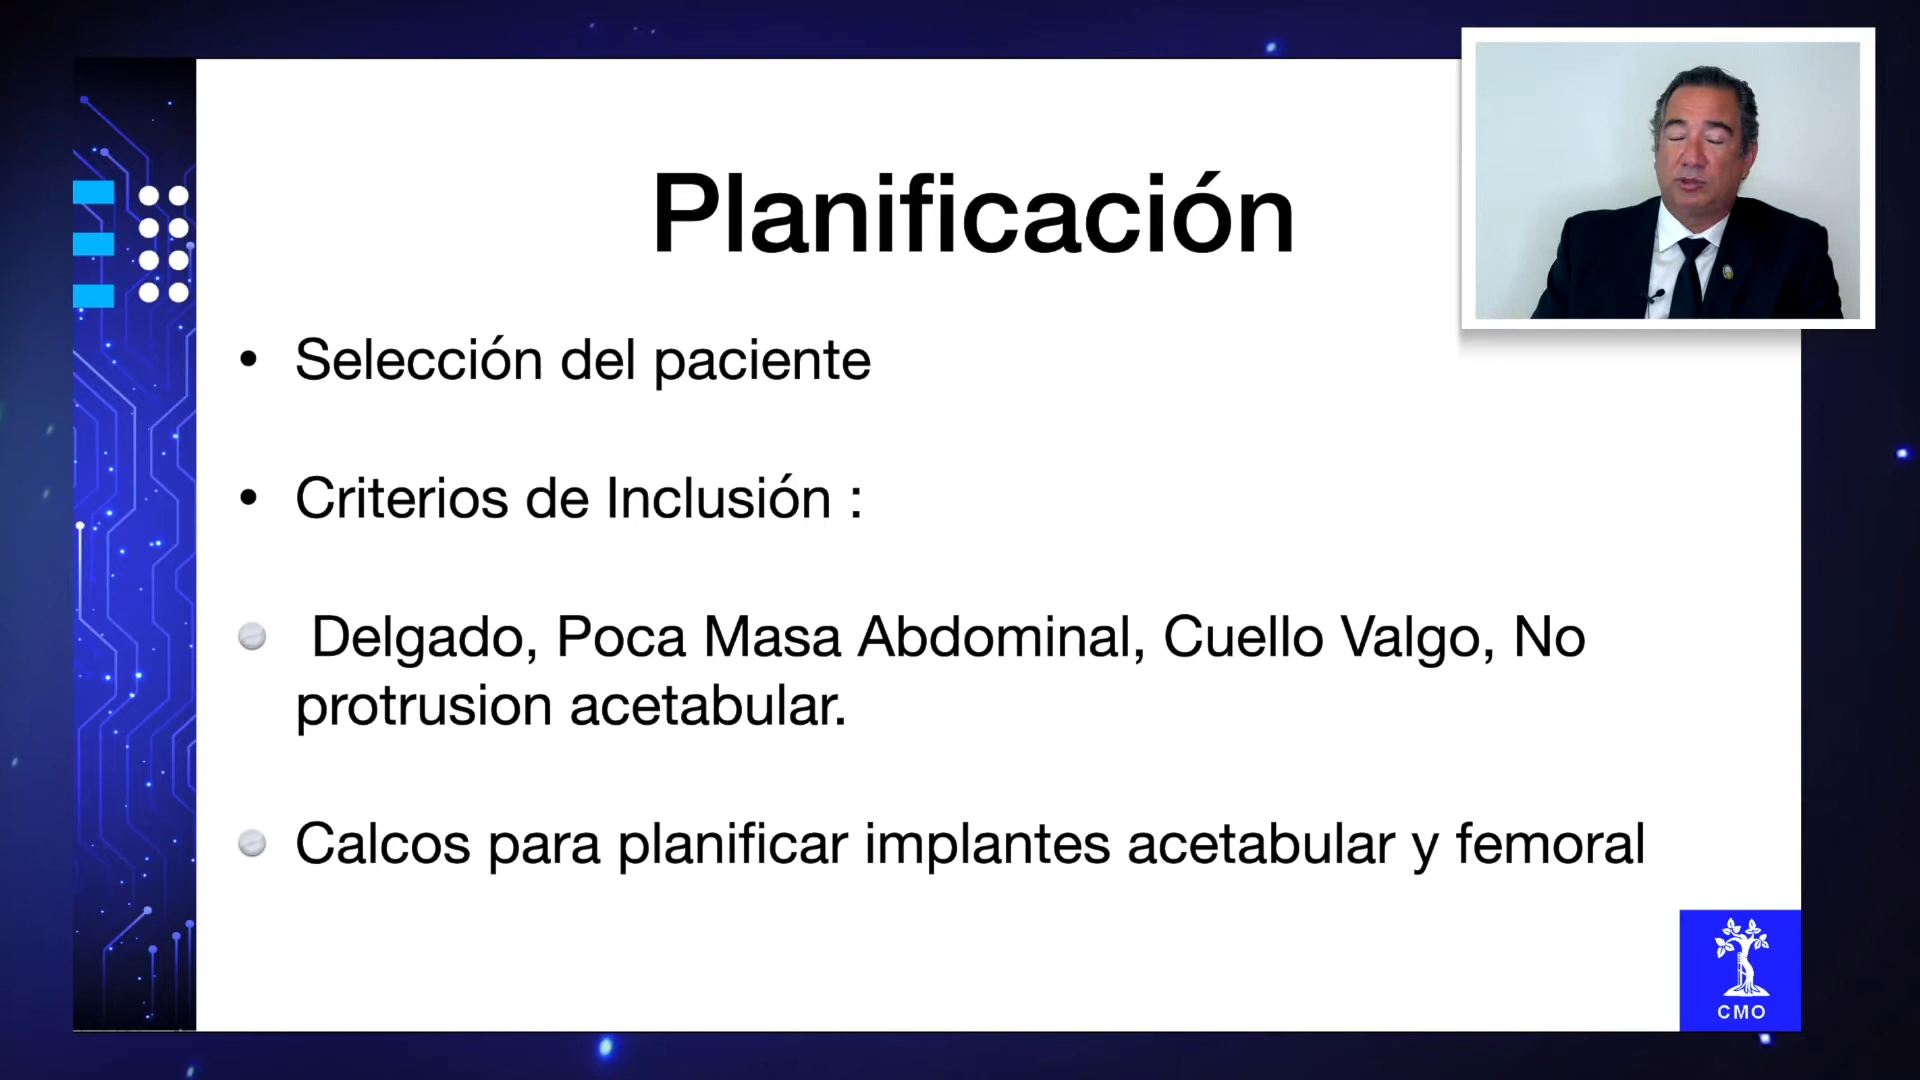 Planificación
• Selección del paciente
• Criterios de Inclusión :
Delgado, Poca Masa Abdominal, Cuello Valgo, No
protrusion acetabular.
Calcos para planificar implantes acetabular y femoral
CMO